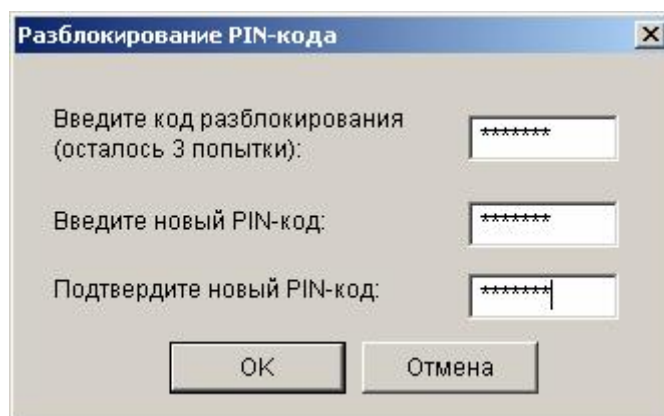 Разблокирование PIN-кода
Введите код разблокирования
(осталось 3 попытки):
*******
Введите новый PIN-код:
*******
Подтвердите новый PIN-код:
*******
OK
Отмена